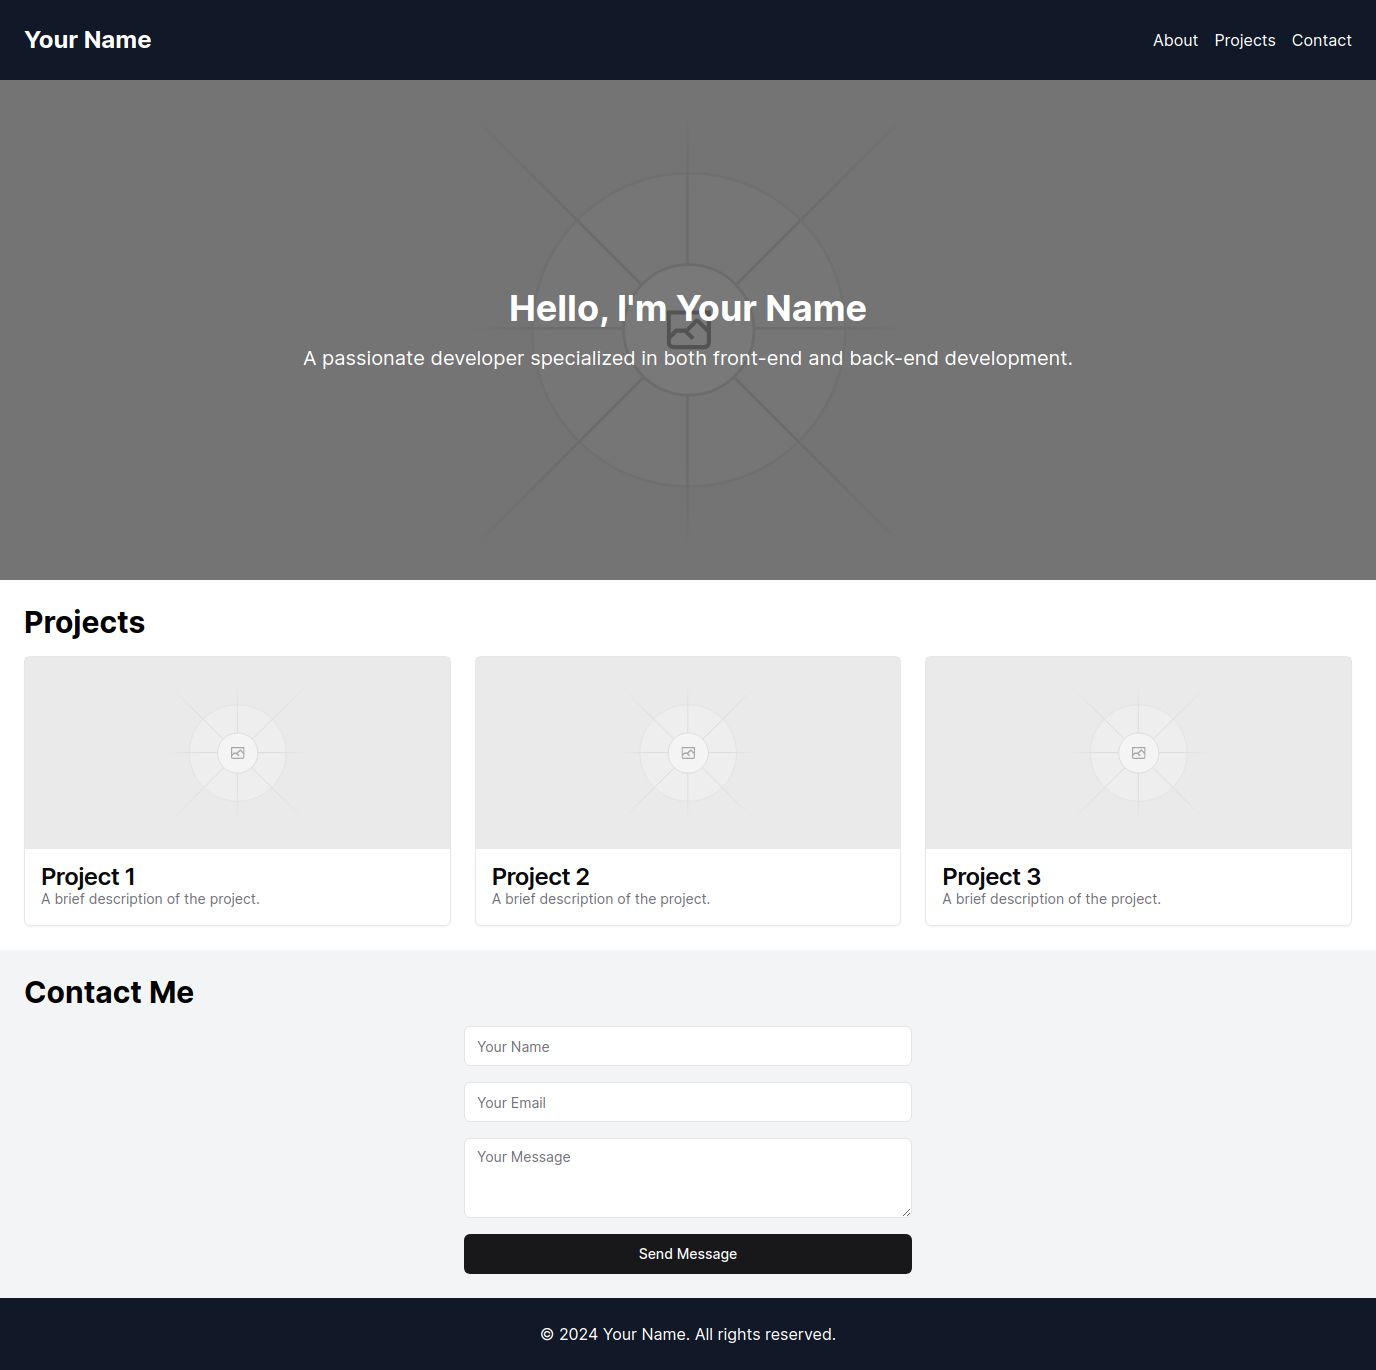 Your Name
About Projects Contact
Hello, I'm Your Name
A passionate developer specialized in both front-end and back-end development.
Projects
Project 1
A brief description of the project.
Project 2
A brief description of the project.
Project 3
A brief description of the project.
Contact Me
Your Name
Your Email
Your Message
Send Message
© 2024 Your Name. All rights reserved.